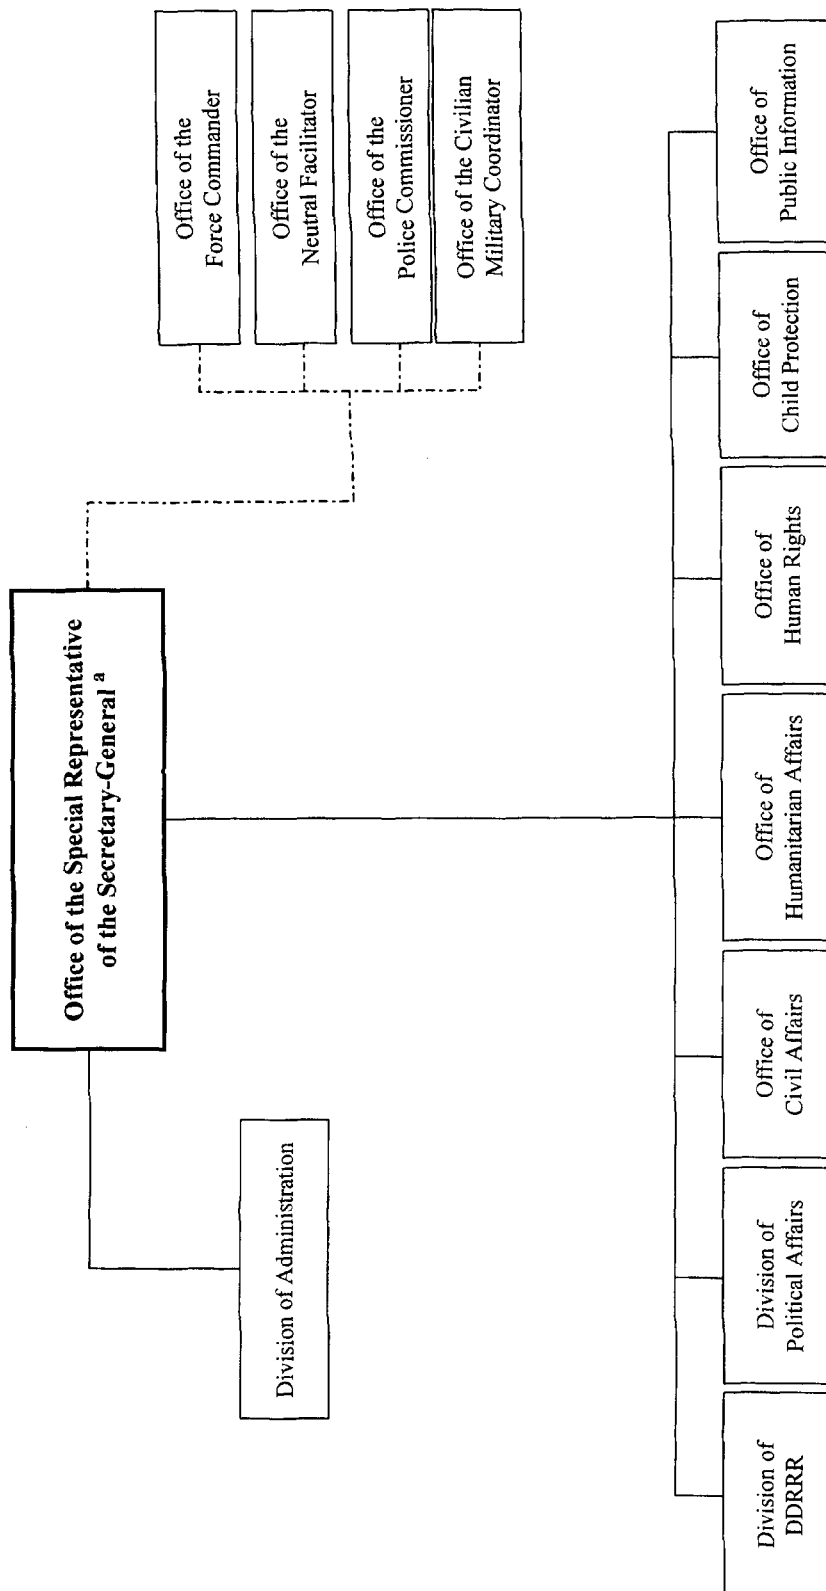 Office of the Special Representative
of the Secretary-General a
Office of the
Force Commander
Office of the
Neutral Facilitator
Office of the
Police Commissioner
Office of the Civilian
Military Coordinator
Division of Administration
Division of
DDRRR
Division of
Political Affairs
Office of
Civil Affairs
Office of
Humanitarian Affairs
Office of
Human Rights
Office of
Child Protection
Office of
Public Information